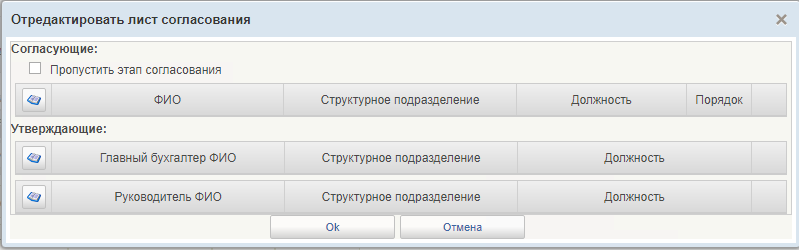 Отредактировать лист согласования
Согласующие:
Пропустить этап согласования
ФИО Структурное подразделение Должность Порядок
Утверждающие:
Главный бухгалтер ФИО Структурное подразделение Должность
Руководитель ФИО Структурное подразделение Должность
Ok Отмена